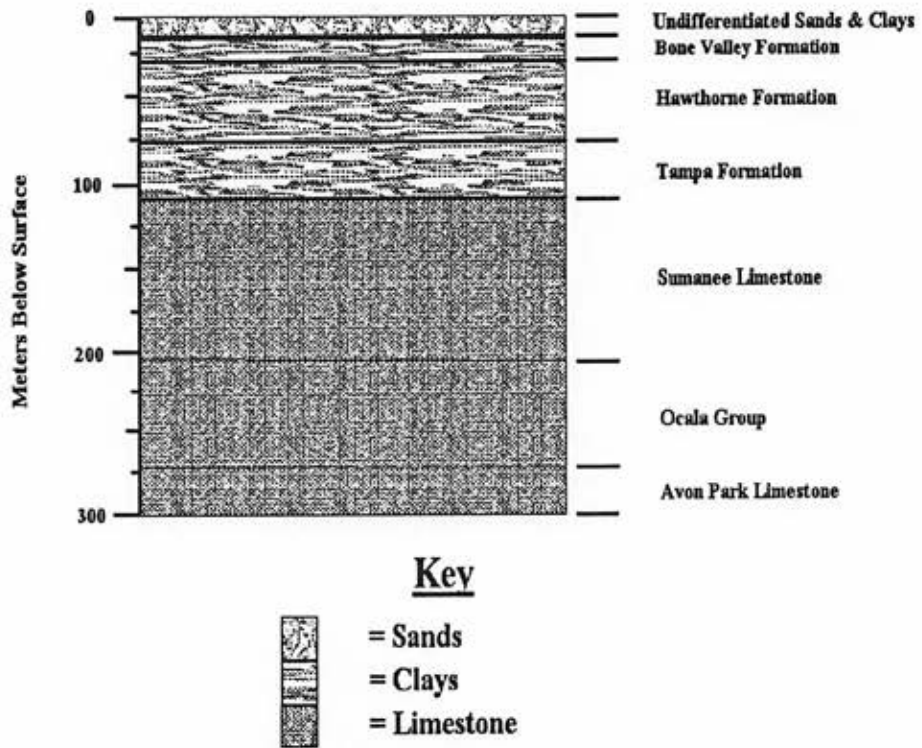 0
Undifferentiated Sands & Clays
Bone Valley Formation
Hawthorne Formation
Tampa Formation
100
Sumanee Limestone
Meters Below Surface
200
Ocala Group
Avon Park Limestone
300
Key
= Sands
= Clays
= Limestone